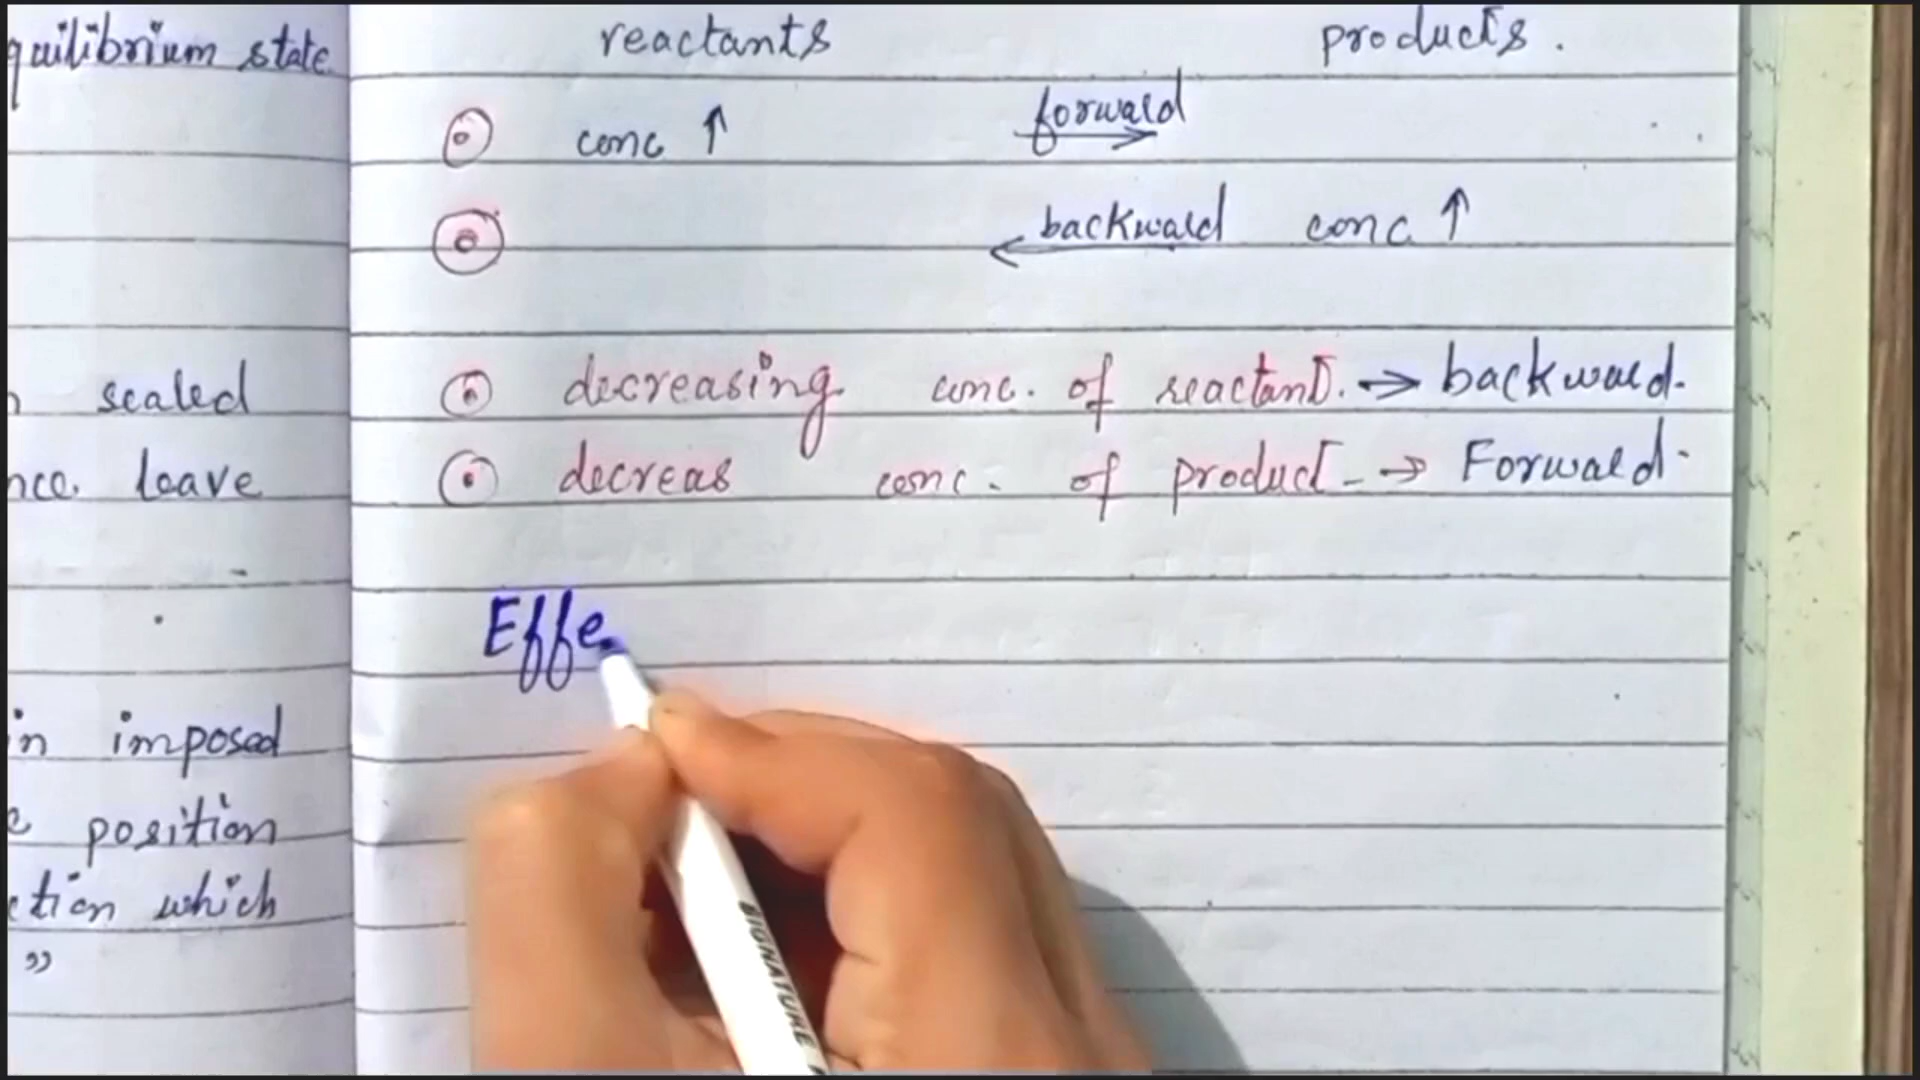 quilibrium state
scaled
nce. leave
in imposed
e position
ction which
”
reactants products.
conc ↑ forward →
← backward conc ↑
decreasing conc. of reactant. → backward.
decreas conc. of product → Forward.
Effe
SIGNATURE